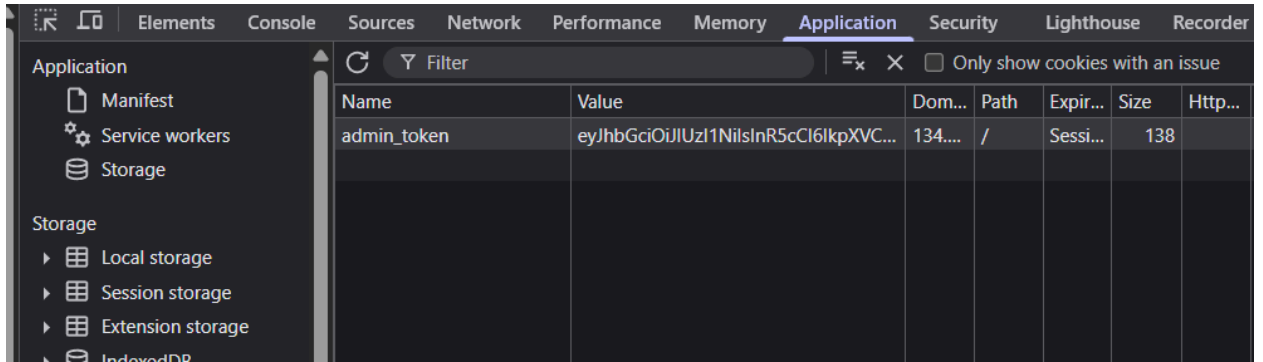 Elements Console Sources Network Performance Memory Application Security Lighthouse Recorder
Application
Manifest
Service workers
Storage
Storage
Local storage
Session storage
Extension storage
IndexedDB
Filter
Only show cookies with an issue
Name Value Dom... Path Expir... Size Http...
admin_token eyJhbGciOiJIUzI1NiIsInR5cCI6IkpXVC... 134.... / Sessi... 138